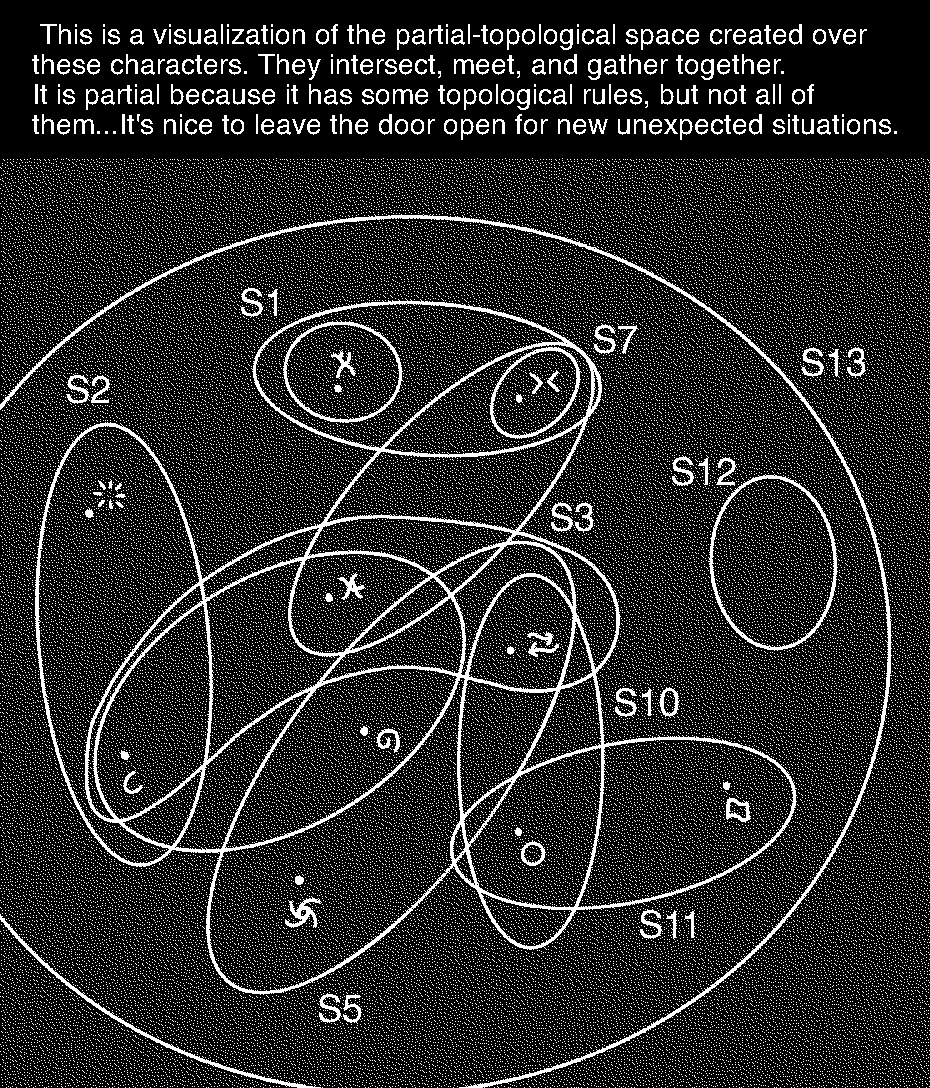 This is a visualization of the partial-topological space created over
these characters. They intersect, meet, and gather together.
It is partial because it has some topological rules, but not all of
them...It's nice to leave the door open for new unexpected situations.
S1
S7
S13
S2
S12
S3
S10
S11
S5